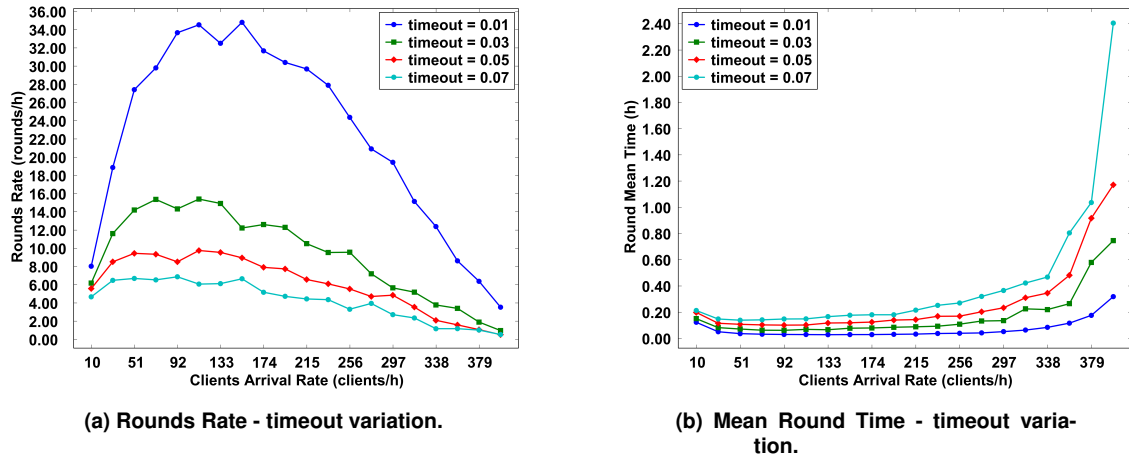 36.00
34.00
32.00
30.00
28.00
26.00
24.00
22.00
20.00
18.00
16.00
14.00
12.00
10.00
8.00
6.00
4.00
2.00
0.00
Rounds Rate (rounds/h)
timeout = 0.01
timeout = 0.03
timeout = 0.05
timeout = 0.07
10 51 92 133 174 215 256 297 338 379
Clients Arrival Rate (clients/h)
(a) Rounds Rate - timeout variation.
2.40
2.20
2.00
1.80
1.60
1.40
1.20
1.00
0.80
0.60
0.40
0.20
0.00
Round Mean Time (h)
timeout = 0.01
timeout = 0.03
timeout = 0.05
timeout = 0.07
10 51 92 133 174 215 256 297 338 379
Clients Arrival Rate (clients/h)
(b) Mean Round Time - timeout varia-
tion.